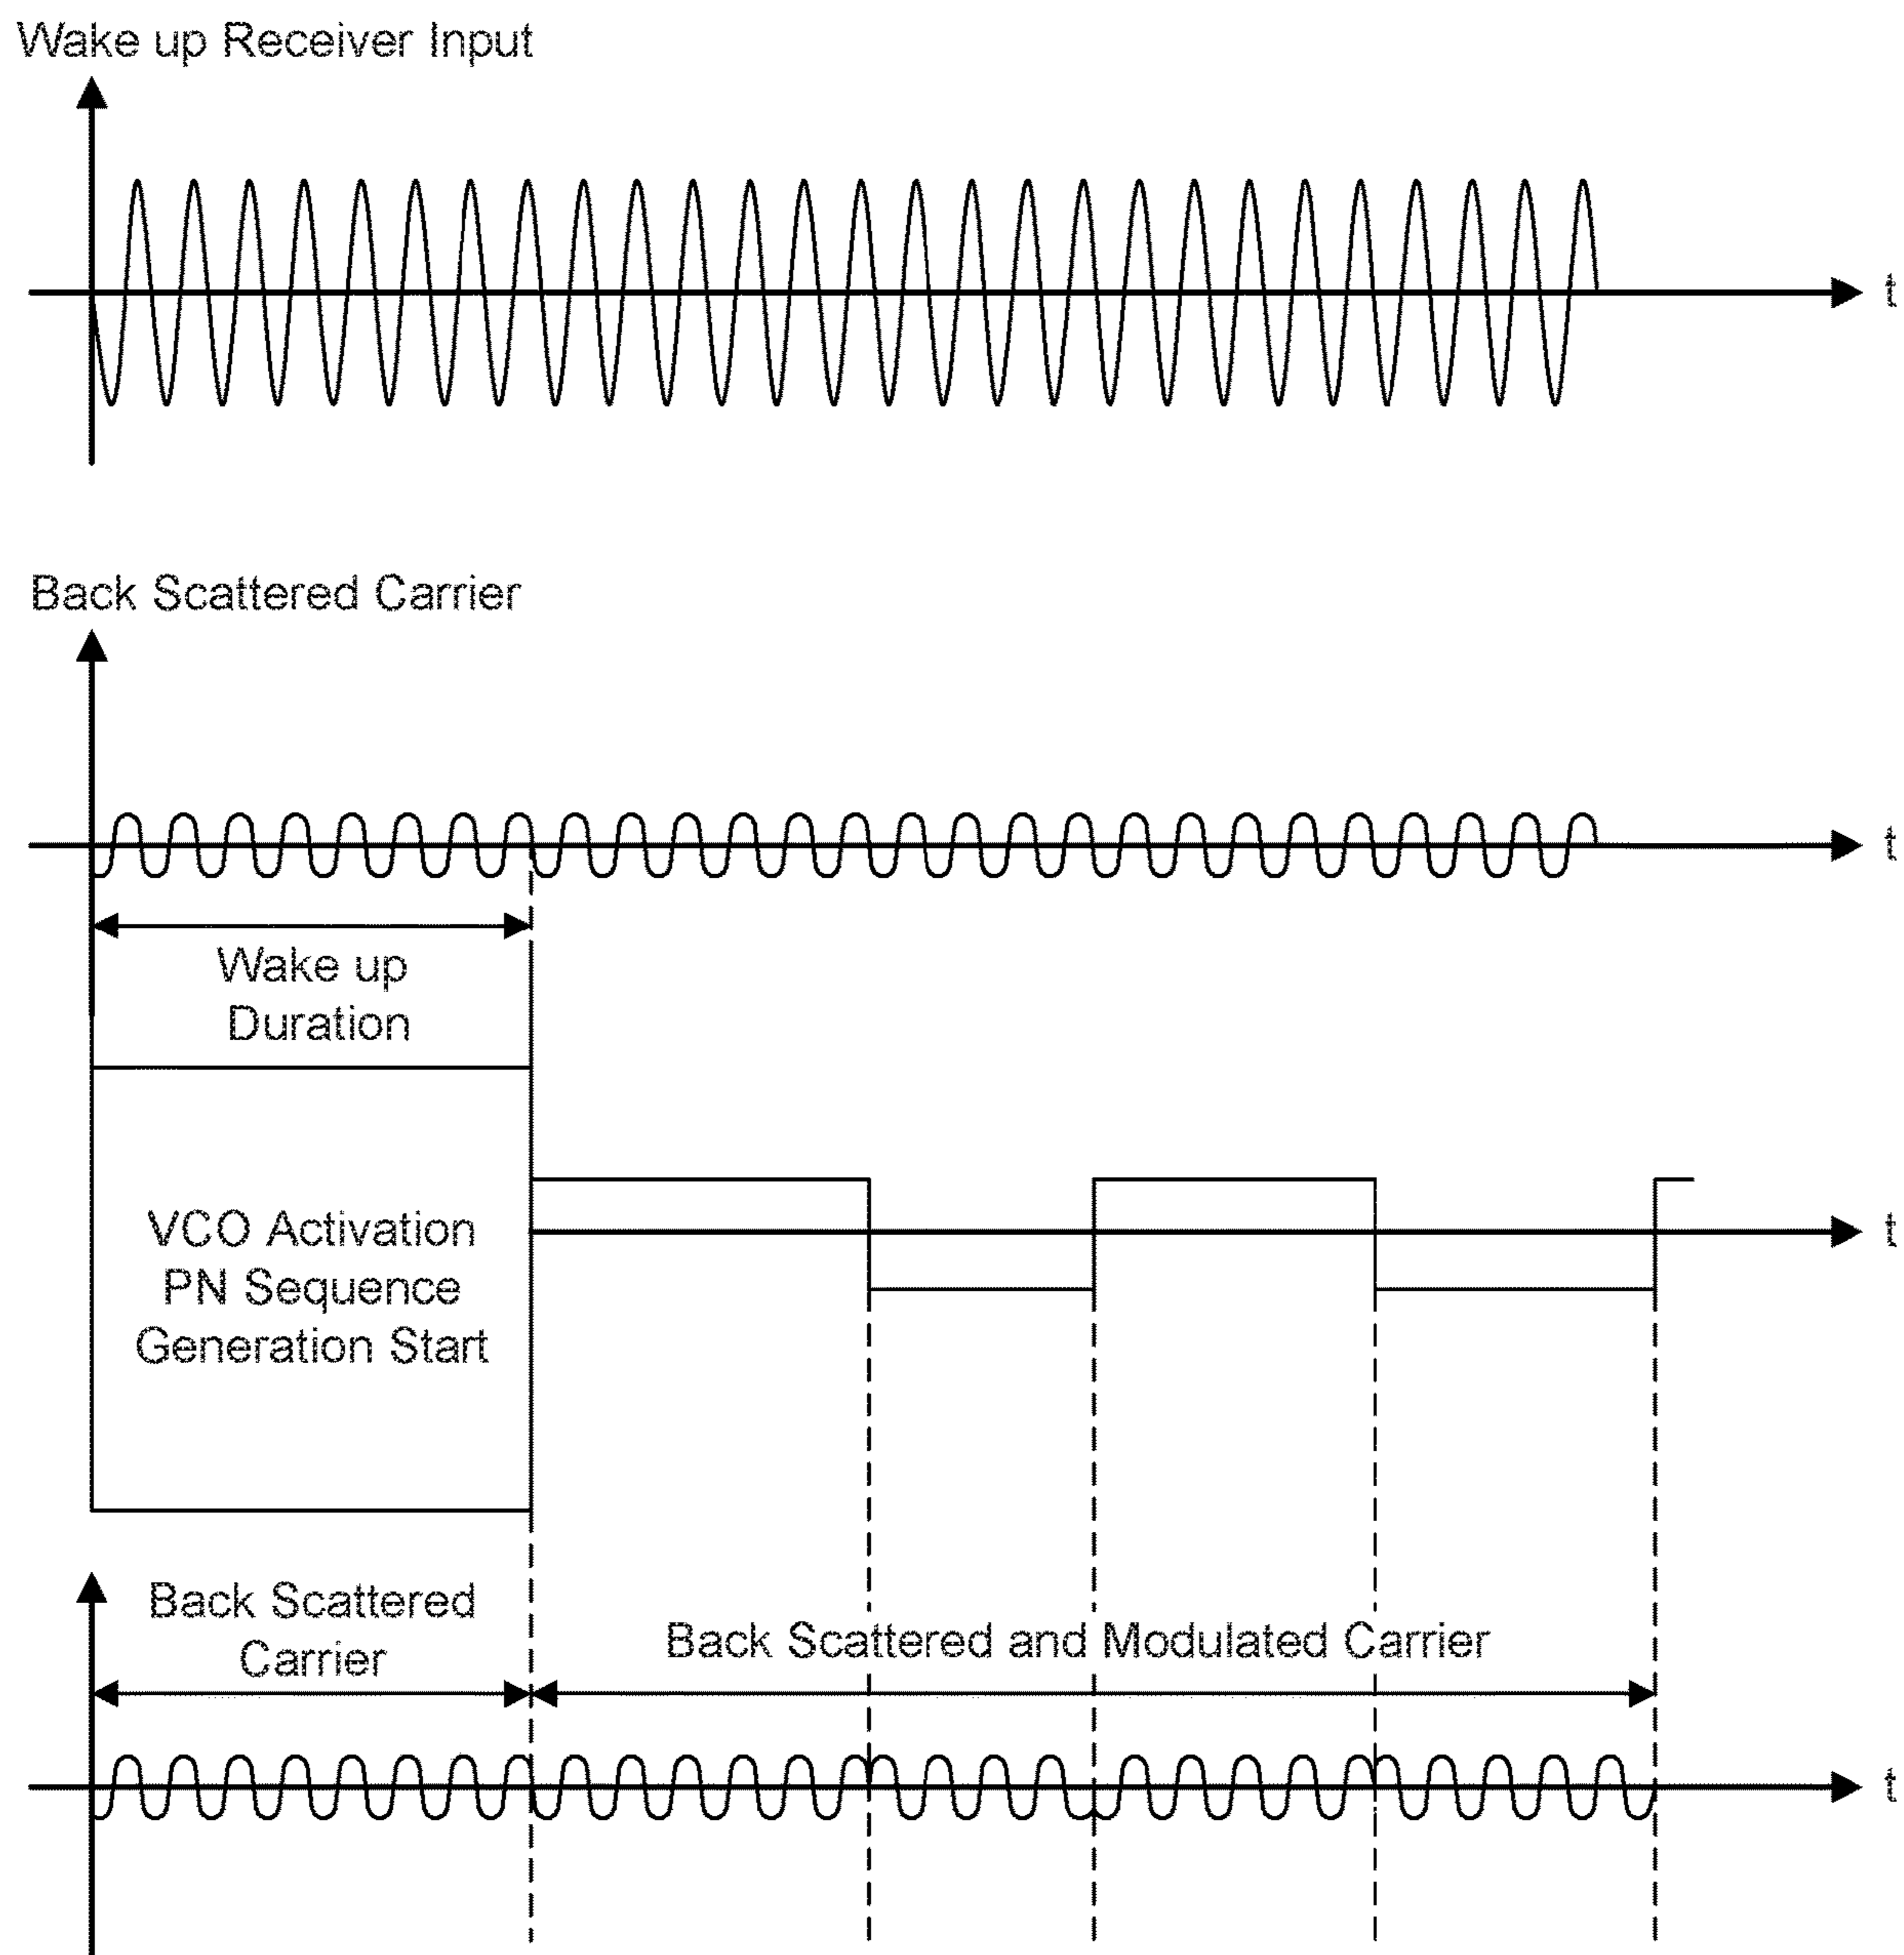 Wake up Receiver Input
t
Back Scattered Carrier
t
Wake up
Duration
VCO Activation
PN Sequence
Generation Start
t
Back Scattered
Carrier
Back Scattered and Modulated Carrier
t